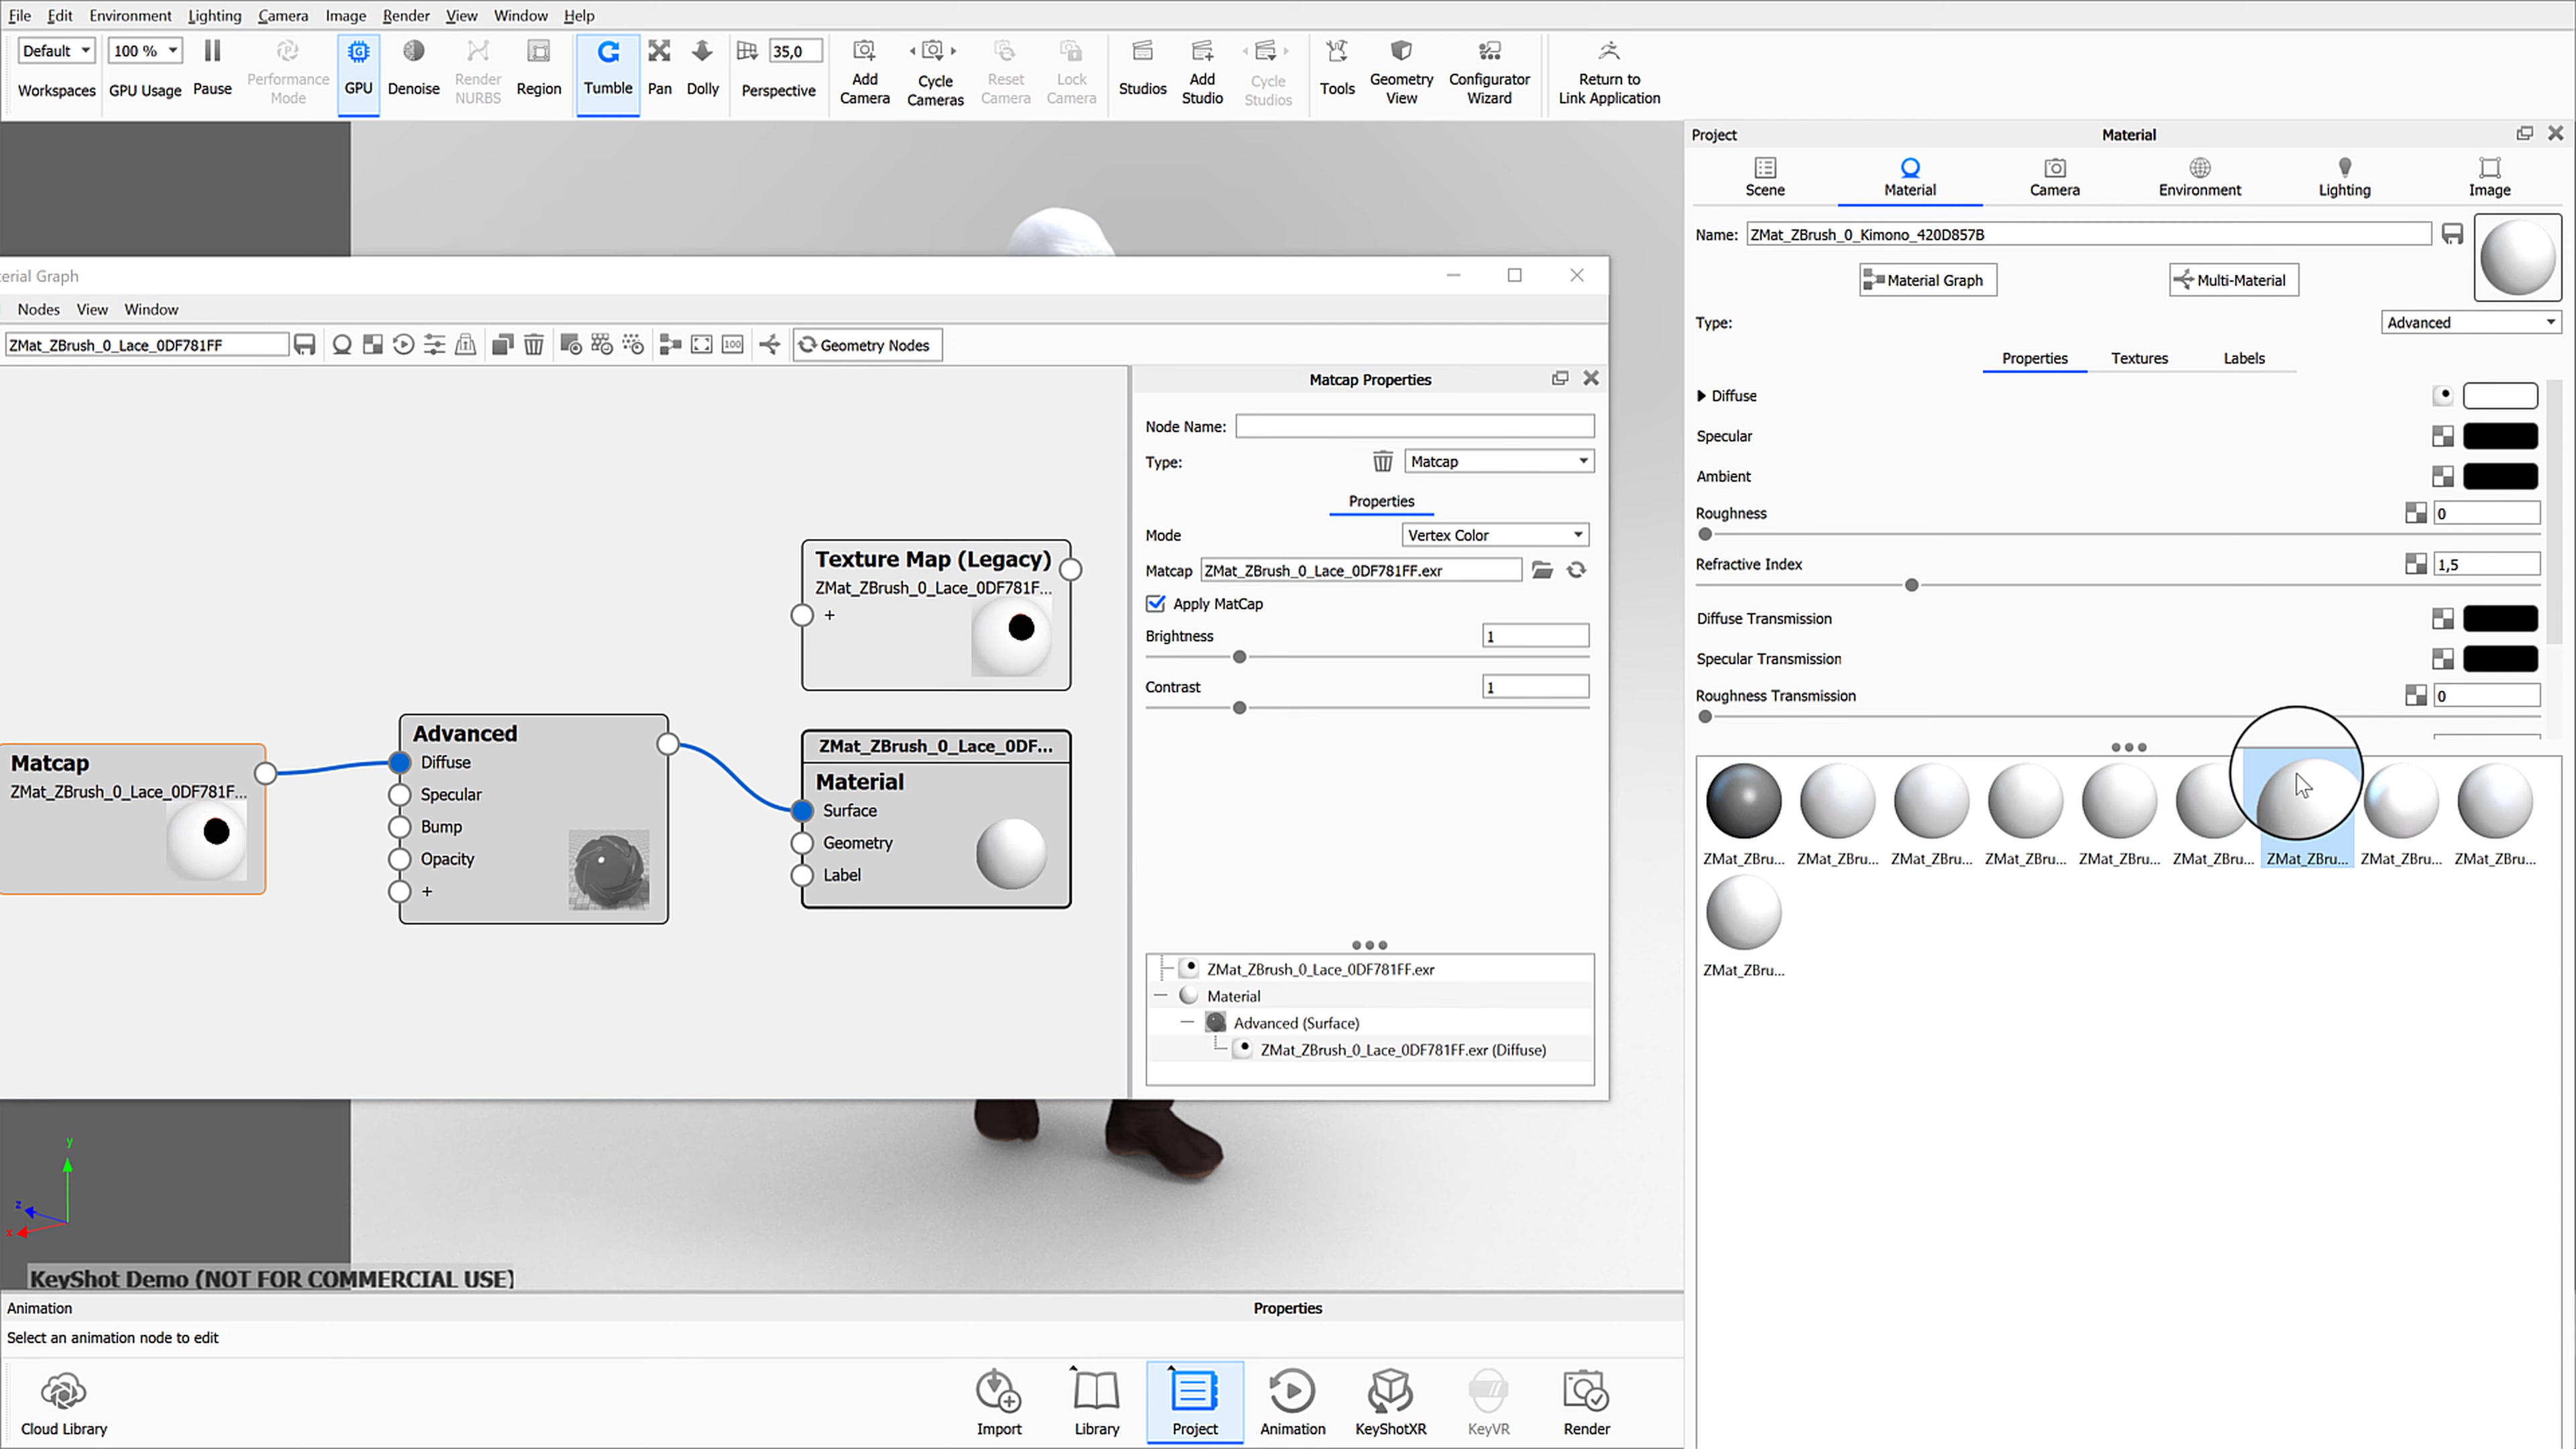 File Edit Environment Lighting Camera Image Render View Window Help
Default 100 % 35,0
Workspaces GPU Usage Pause Performance Mode GPU Denoise Render NURBS Region Tumble Pan Dolly Perspective Add Camera Cycle Cameras Reset Camera Lock Camera Studios Add Studio Cycle Studios Tools Geometry View Configurator Wizard Return to Link Application
Project Material
Scene Material Camera Environment Lighting Image
Name: ZMat_ZBrush_0_Kimono_420D857B
Material Graph Multi-Material
Type: Advanced
Properties Textures Labels
Diffuse
Specular
Ambient
Roughness 0
Refractive Index 1,5
Diffuse Transmission
Specular Transmission
Roughness Transmission 0
ZMat_ZBru... ZMat_ZBru... ZMat_ZBru... ZMat_ZBru... ZMat_ZBru... ZMat_ZBru... ZMat_ZBru... ZMat_ZBru... ZMat_ZBru...
ZMat_ZBru...
erial Graph
Nodes View Window
ZMat_ZBrush_0_Lace_0DF781FF 100 Geometry Nodes
Matcap Properties
Node Name:
Type: Matcap
Properties
Mode Vertex Color
Matcap ZMat_ZBrush_0_Lace_0DF781FF.exr
Apply MatCap
Brightness 1
Contrast 1
Texture Map (Legacy)
ZMat_ZBrush_0_Lace_0DF781F...
+
Matcap
ZMat_ZBrush_0_Lace_0DF781F...
Advanced
Diffuse
Specular
Bump
Opacity
+
ZMat_ZBrush_0_Lace_0DF...
Material
Surface
Geometry
Label
ZMat_ZBrush_0_Lace_0DF781FF.exr
Material
Advanced (Surface)
ZMat_ZBrush_0_Lace_0DF781FF.exr (Diffuse)
y
z
x
KeyShot Demo (NOT FOR COMMERCIAL USE)
Animation Properties
Select an animation node to edit
Cloud Library Import Library Project Animation KeyShotXR KeyVR Render